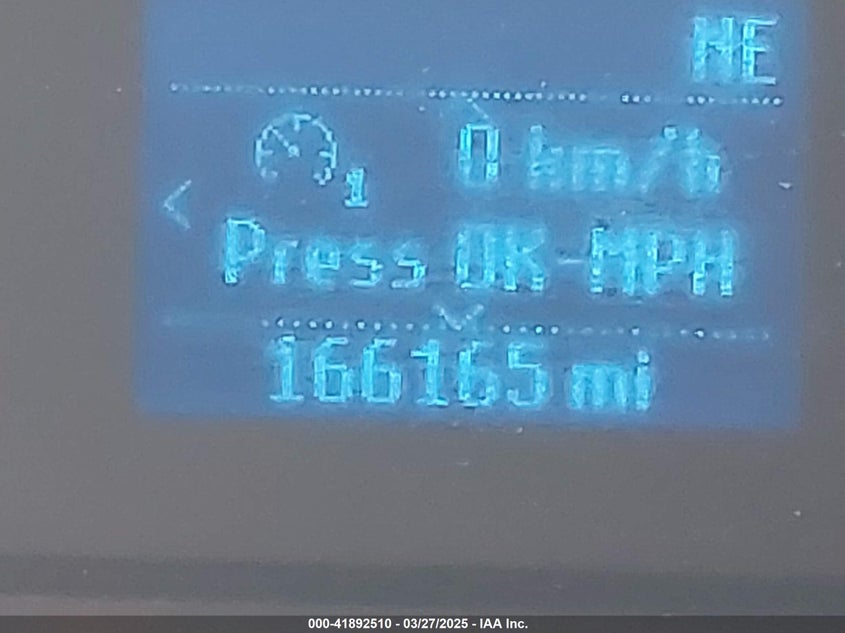 NE
1
0 km/h
Press OK-MPH
166165 mi
000-41892510 - 03/27/2025 - IAA Inc.